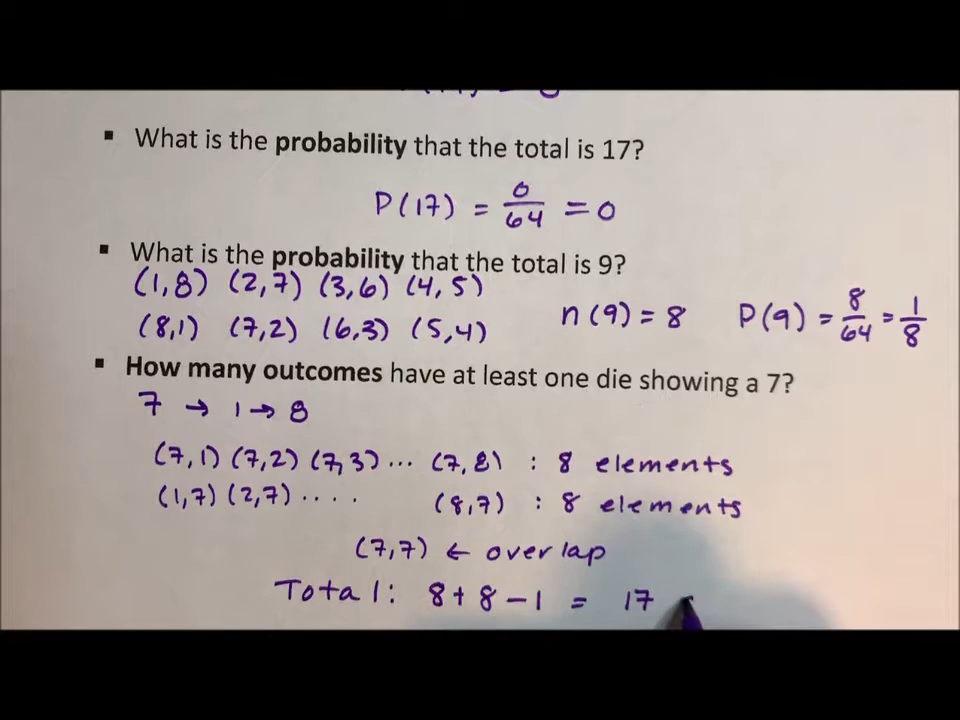 ▪ What is the probability that the total is 17?
P(17) = 0/64 = 0
▪ What is the probability that the total is 9?
(1,8) (2,7) (3,6) (4,5)
(8,1) (7,2) (6,3) (5,4) n(9) = 8 P(9) = 8/64 = 1/8
▪ How many outcomes have at least one die showing a 7?
7 → 1 → 8
(7,1) (7,2) (7,3) ... (7,8) : 8 elements
(1,7) (2,7) .... (8,7) : 8 elements
(7,7) ← overlap
Total: 8 + 8 - 1 = 17